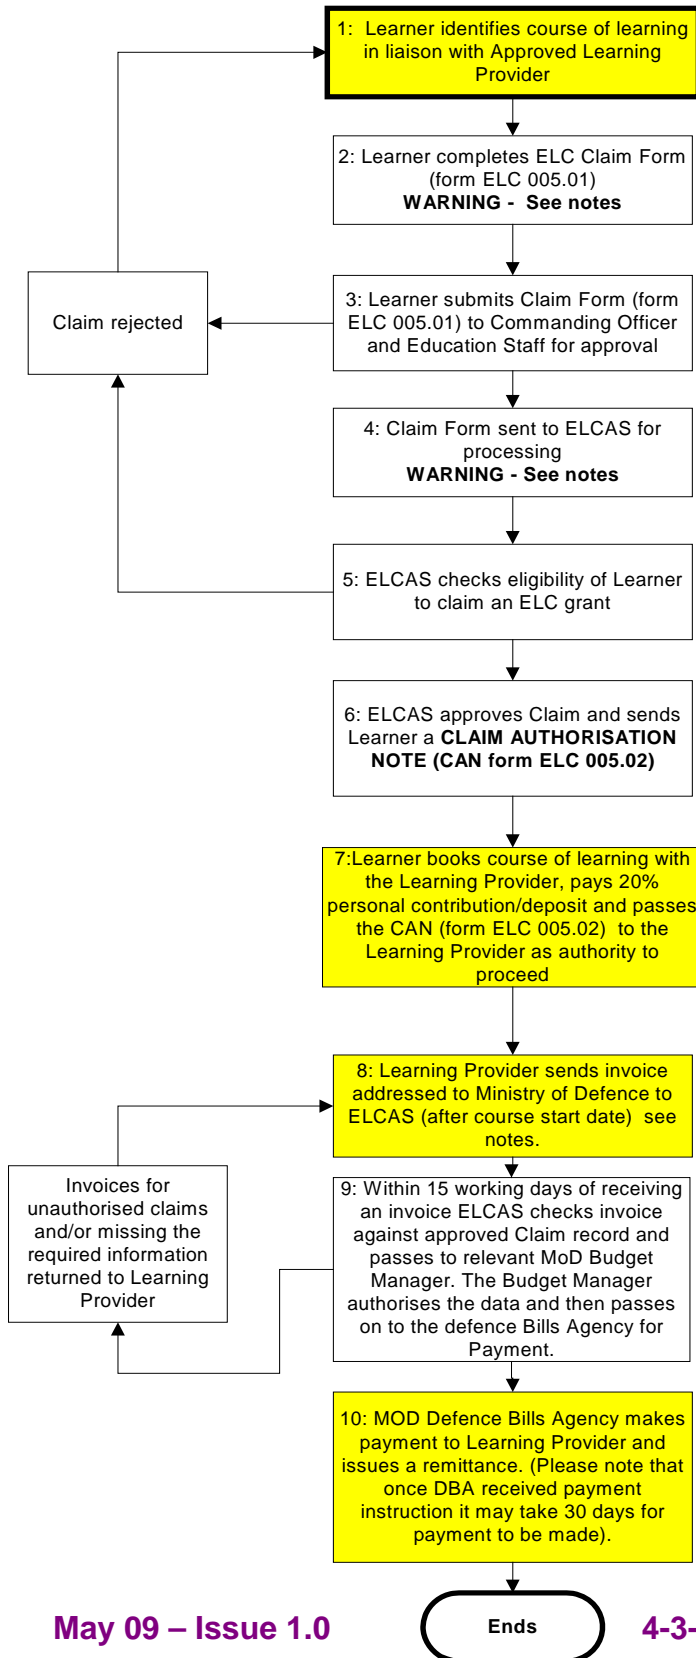 1:  Learner identifies course of learning
in liaison with Approved Learning
Provider
2: Learner completes ELC Claim Form
(form ELC 005.01)
WARNING -  See notes
Claim rejected
3: Learner submits Claim Form (form
ELC 005.01) to Commanding Officer
and Education Staff for approval
4: Claim Form sent to ELCAS for
processing
WARNING - See notes
5: ELCAS checks eligibility of Learner
to claim an ELC grant
6: ELCAS approves Claim and sends
Learner a CLAIM AUTHORISATION
NOTE (CAN form ELC 005.02)
7:Learner books course of learning with
the Learning Provider, pays 20%
personal contribution/deposit and passes
the CAN (form ELC 005.02)  to the
Learning Provider as authority to
proceed
8: Learning Provider sends invoice
addressed to Ministry of Defence to
ELCAS (after course start date)  see
notes.
Invoices for
unauthorised claims
and/or missing the
required information
returned to Learning
Provider
9: Within 15 working days of receiving
an invoice ELCAS checks invoice
against approved Claim record and
passes to relevant MoD Budget
Manager. The Budget Manager
authorises the data and then passes
on to the defence Bills Agency for
Payment.
10: MOD Defence Bills Agency makes
payment to Learning Provider and
issues a remittance. (Please note that
once DBA received payment
instruction it may take 30 days for
payment to be made).
May 09 – Issue 1.0
Ends
4-3-